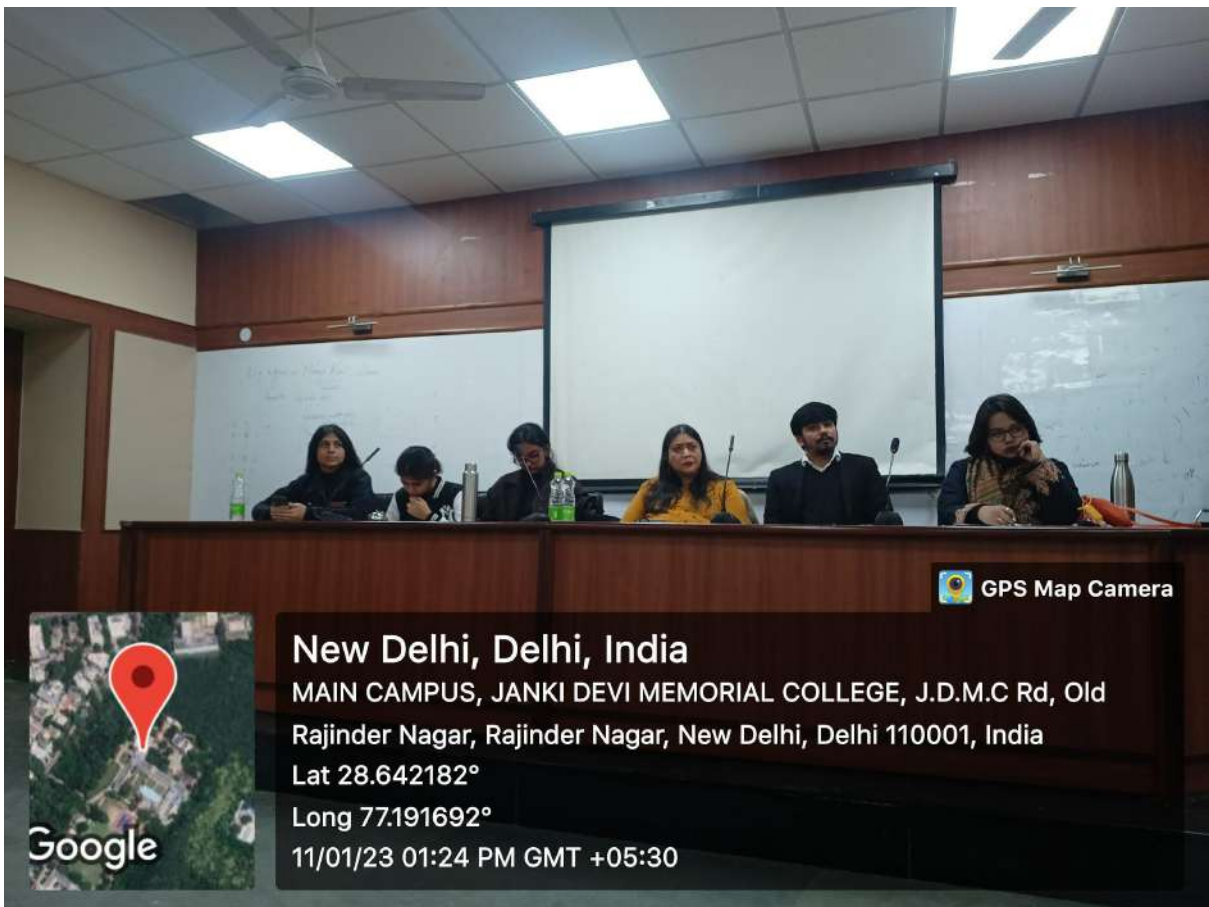 GPS Map Camera
New Delhi, Delhi, India
MAIN CAMPUS, JANKI DEVI MEMORIAL COLLEGE, J.D.M.C Rd, Old
Rajinder Nagar, Rajinder Nagar, New Delhi, Delhi 110001, India
Lat 28.642182°
Long 77.191692°
11/01/23 01:24 PM GMT +05:30
Google